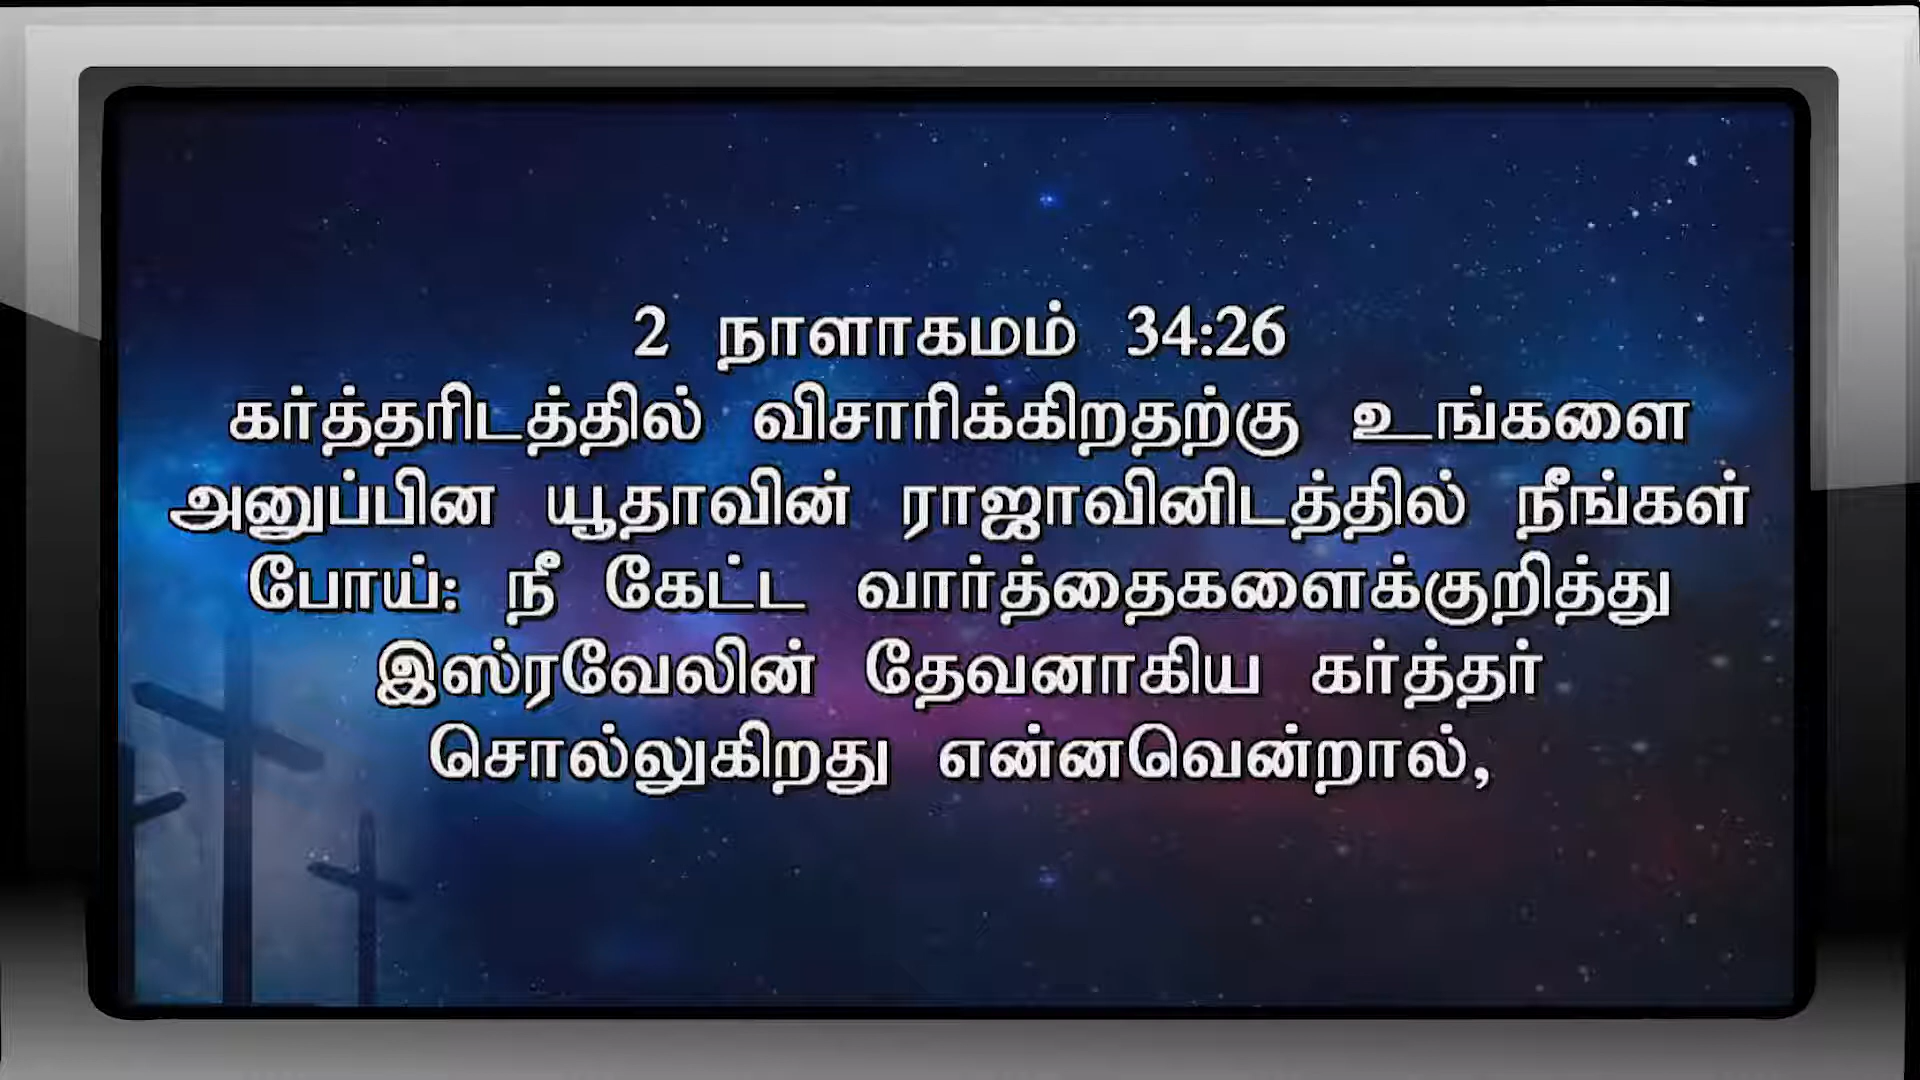 2 நாளாகமம் 34:26
கர்த்தரிடத்தில் விசாரிக்கிறதற்கு உங்களை
அனுப்பின யூதாவின் ராஜாவினிடத்தில் நீங்கள்
போய்: நீ கேட்ட வார்த்தைகளைக்குறித்து
இஸ்ரவேலின் தேவனாகிய கர்த்தர்
சொல்லுகிறது என்னவென்றால்,